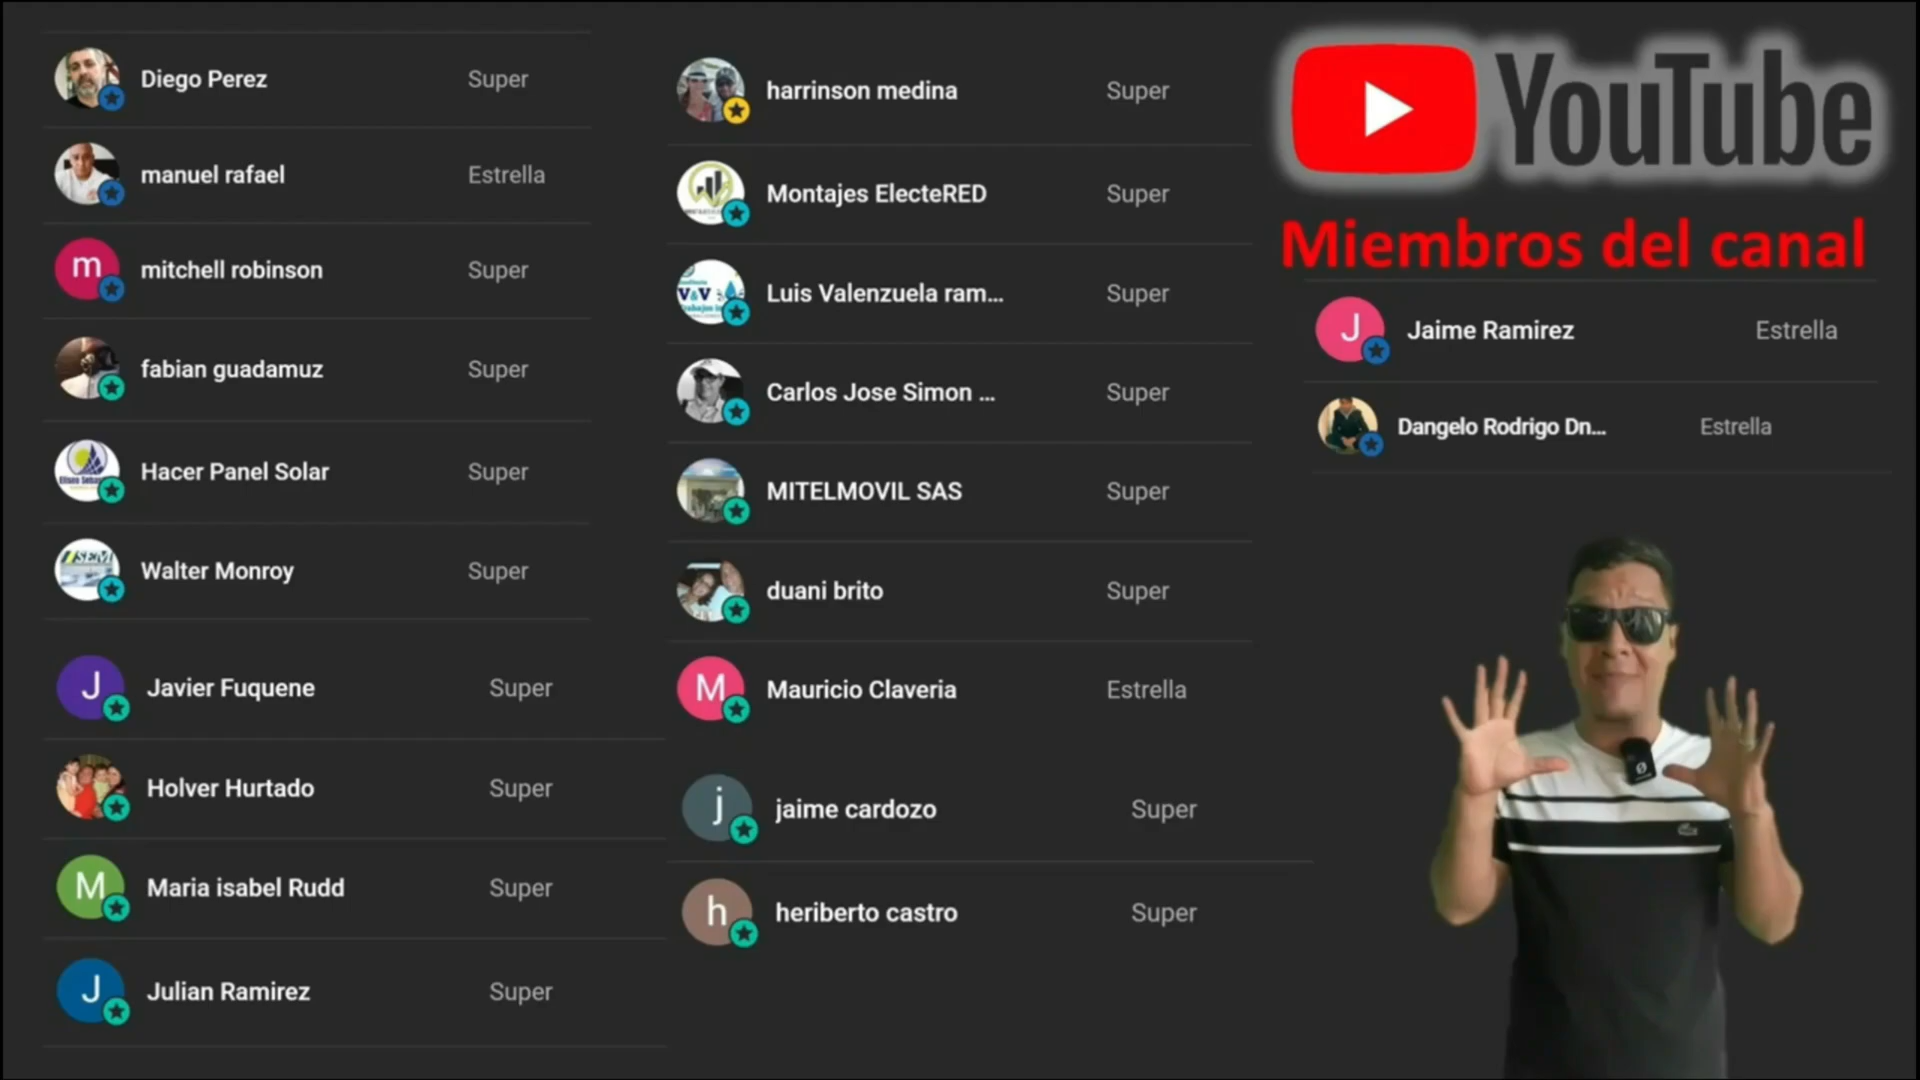 Diego Perez Super
manuel rafael Estrella
m mitchell robinson Super
fabian guadamuz Super
Hacer Panel Solar Super
SEM Walter Monroy Super
J Javier Fuquene Super
Holver Hurtado Super
M Maria isabel Rudd Super
J Julian Ramirez Super
harrinson medina Super
Montajes ElecteRED Super
V&V Luis Valenzuela ram... Super
Carlos Jose Simon ... Super
MITELMOVIL SAS Super
duani brito Super
M Mauricio Claveria Estrella
j jaime cardozo Super
h heriberto castro Super
YouTube
Miembros del canal
J Jaime Ramirez Estrella
Dangelo Rodrigo Dn... Estrella